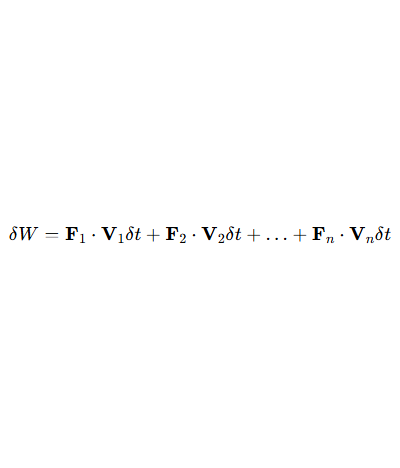 δW = F₁ · V₁δt + F₂ · V₂δt + … + Fₙ · Vₙδt